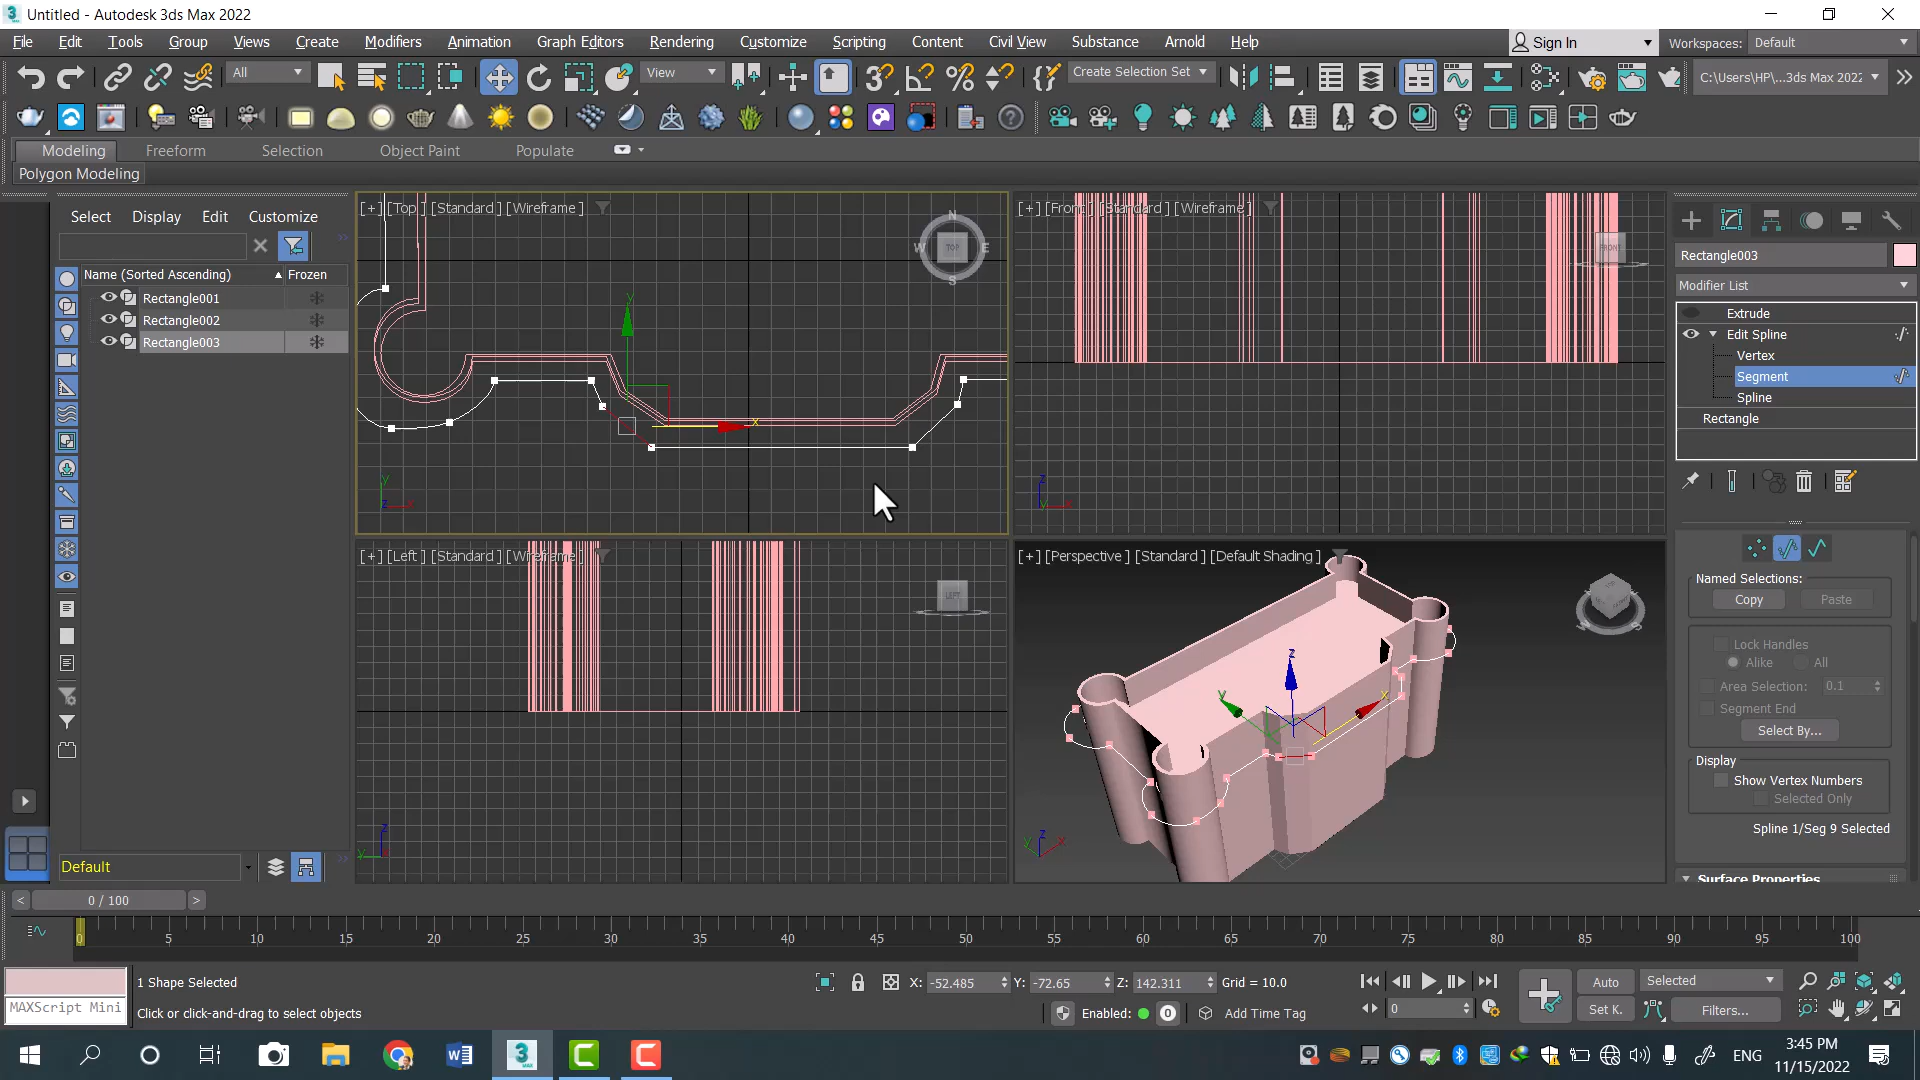 Untitled - Autodesk 3ds Max 2022
File Edit Tools Group Views Create Modifiers Animation Graph Editors Rendering Customize Scripting Content Civil View Substance Arnold Help
Sign In
Workspaces: Default
All
View
Create Selection Set
C:\Users\HP\...3ds Max 2022
Modeling Freeform Selection Object Paint Populate
Polygon Modeling
Select Display Edit Customize
Name (Sorted Ascending) Frozen
Rectangle001
Rectangle002
Rectangle003
Default
[+] [Top ] [Standard ] [Wireframe ]
N
W TOP E
S
[+] [Front ] [Standard ] [Wireframe ]
FRONT
[+] [Left ] [Standard ] [Wireframe ]
LEFT
[+] [Perspective ] [Standard ] [Default Shading ]
Rectangle003
Modifier List
Extrude
Edit Spline
Vertex
Segment
Spline
Rectangle
Named Selections:
Copy Paste
Lock Handles
Alike All
Area Selection: 0.1
Segment End
Select By...
Display
Show Vertex Numbers
Selected Only
Spline 1/Seg 9 Selected
Surface Properties
< 0 / 100 >
0 5 10 15 20 25 30 35 40 45 50 55 60 65 70 75 80 85 90 95 100
MAXScript Mini
1 Shape Selected
Click or click-and-drag to select objects
X: -52.485 Y: -72.65 Z: 142.311 Grid = 10.0
Enabled: 0 Add Time Tag
0
Auto Selected
Set K. Filters...
ENG
3:45 PM
11/15/2022